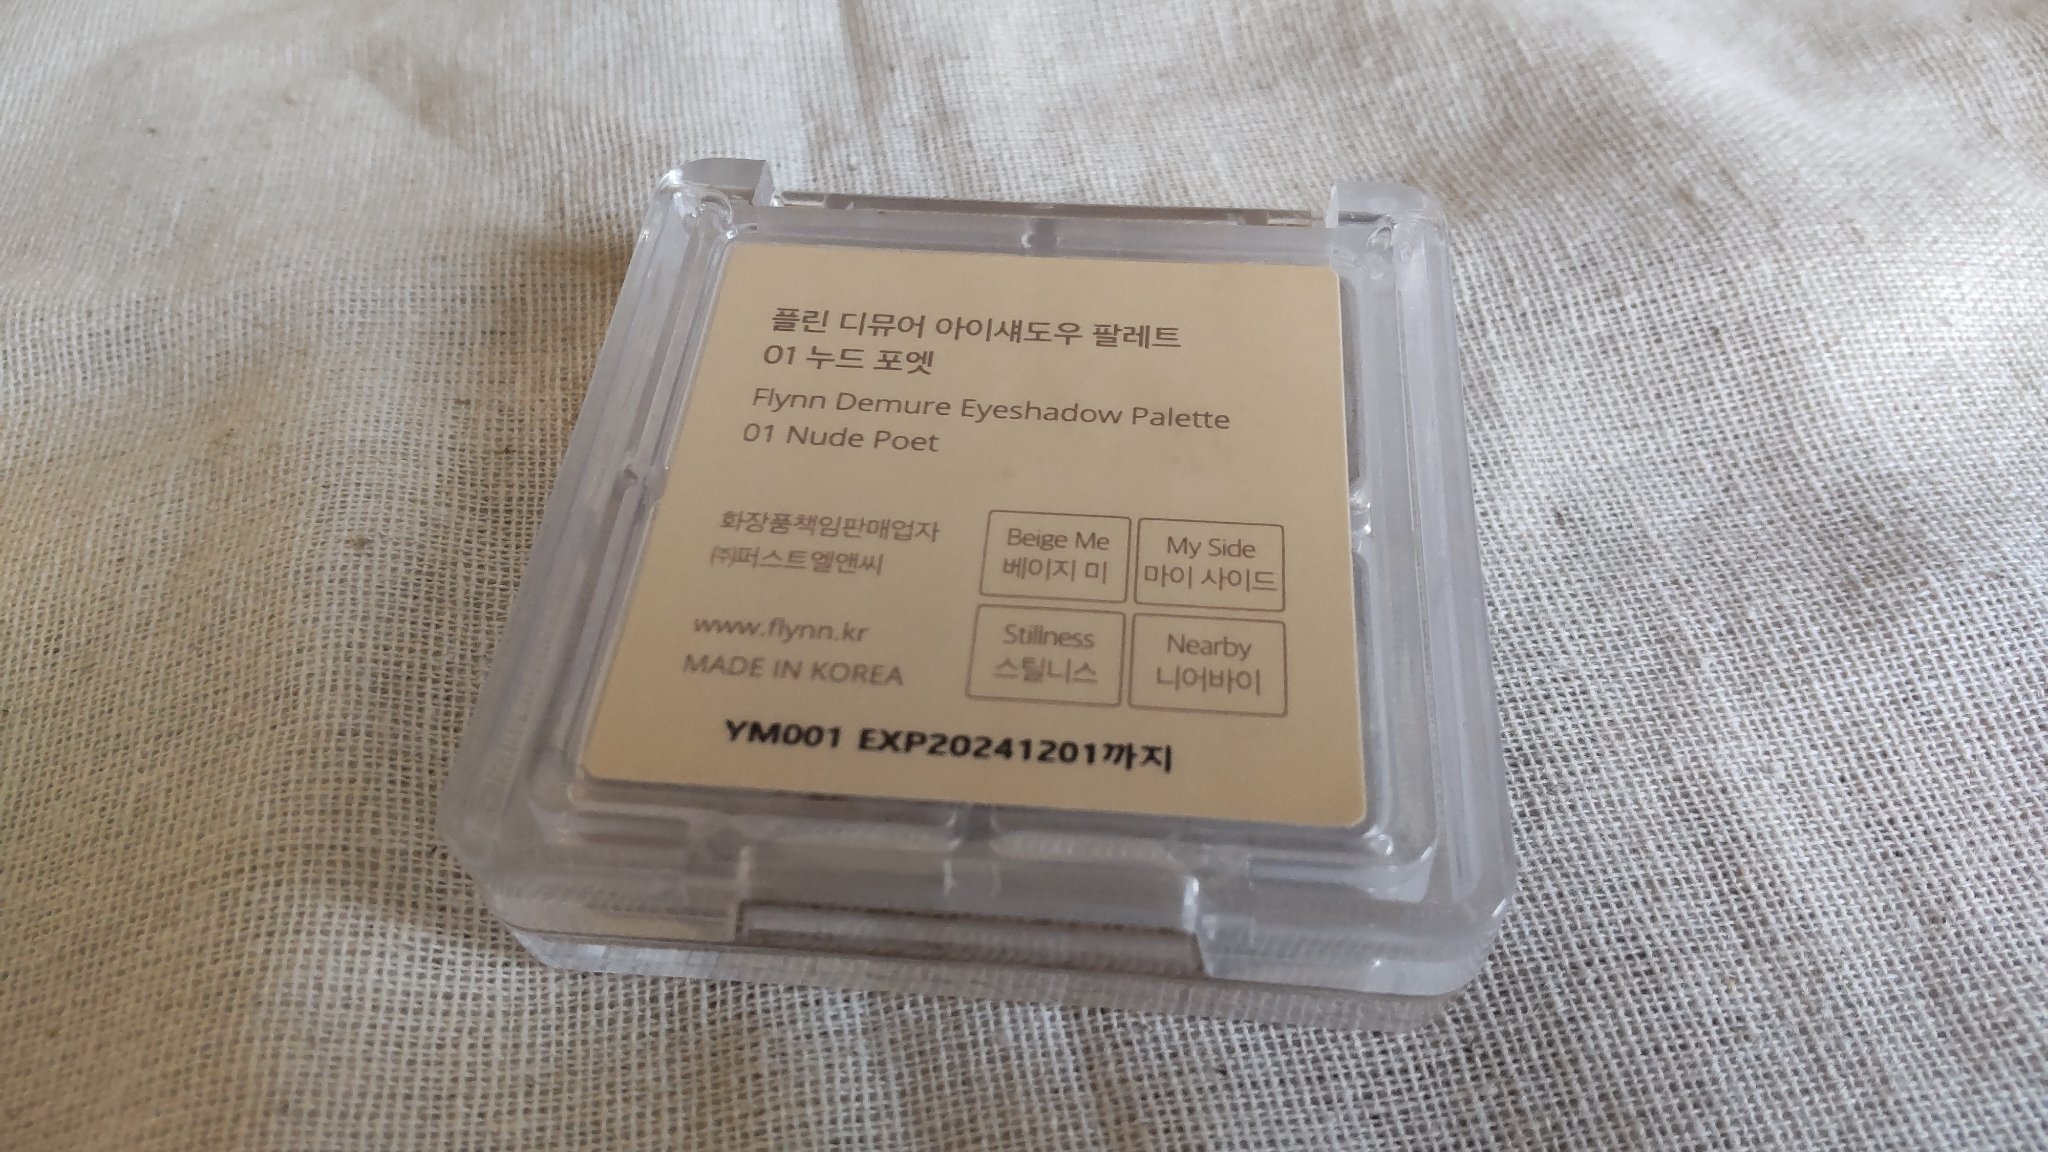 플린 디뮤어 아이섀도우 팔레트
01 누드 포엣
Flynn Demure Eyeshadow Palette
01 Nude Poet
화장품책임판매업자
㈜퍼스트엘앤씨
www.flynn.kr
MADE IN KOREA
Beige Me
베이지 미
My Side
마이 사이드
Stillness
스틸니스
Nearby
니어바이
YM001 EXP20241201까지